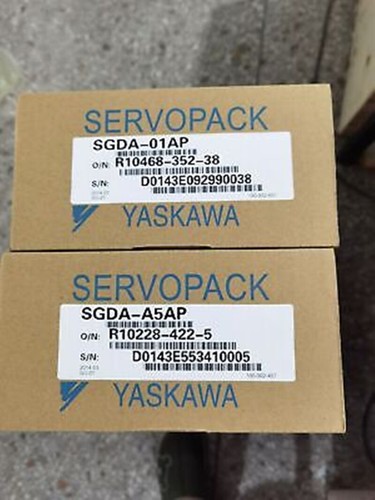 SERVOPACK
SGDA-01AP
O/N: R10468-352-38
S/N: D0143E092990038
YASKAWA
SERVOPACK
SGDA-A5AP
O/N: R10228-422-5
S/N: D0143E553410005
YASKAWA